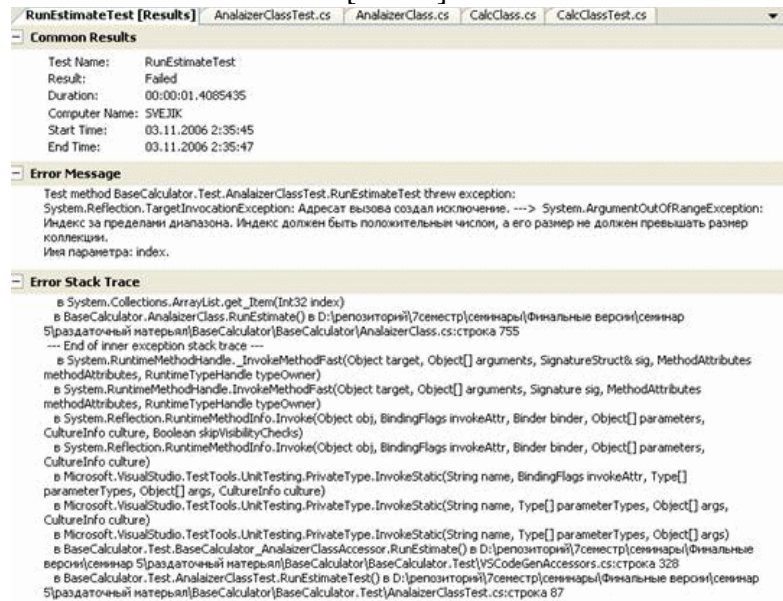 RunEstimateTest [Results] AnalaizerClassTest.cs AnalaizerClass.cs CalcClass.cs CalcClassTest.cs
Common Results
Test Name: RunEstimateTest
Result: Failed
Duration: 00:00:01.4085435
Computer Name: SVEJIK
Start Time: 03.11.2006 2:35:45
End Time: 03.11.2006 2:35:47
Error Message
Test method BaseCalculator.Test.AnalaizerClassTest.RunEstimateTest threw exception:
System.Reflection.TargetInvocationException: Адресат вызова создал исключение. ---> System.ArgumentOutOfRangeException:
Индекс за пределами диапазона. Индекс должен быть положительным числом, а его размер не должен превышать размер
коллекции.
Имя параметра: index.
Error Stack Trace
в System.Collections.ArrayList.get_Item(Int32 index)
в BaseCalculator.AnalaizerClass.RunEstimate() в D:\репозиторий\7семестр\семинары\Финальные версии\семинар
5\раздаточный матерьял\BaseCalculator\BaseCalculator\AnalaizerClass.cs:строка 755
--- End of inner exception stack trace ---
в System.RuntimeMethodHandle._InvokeMethodFast(Object target, Object[] arguments, SignatureStruct& sig, MethodAttributes
methodAttributes, RuntimeTypeHandle typeOwner)
в System.RuntimeMethodHandle.InvokeMethodFast(Object target, Object[] arguments, Signature sig, MethodAttributes
methodAttributes, RuntimeTypeHandle typeOwner)
в System.Reflection.RuntimeMethodInfo.Invoke(Object obj, BindingFlags invokeAttr, Binder binder, Object[] parameters,
CultureInfo culture, Boolean skipVisibilityChecks)
в System.Reflection.RuntimeMethodInfo.Invoke(Object obj, BindingFlags invokeAttr, Binder binder, Object[] parameters,
CultureInfo culture)
в Microsoft.VisualStudio.TestTools.UnitTesting.PrivateType.InvokeStatic(String name, BindingFlags invokeAttr, Type[]
parameterTypes, Object[] args, CultureInfo culture)
в Microsoft.VisualStudio.TestTools.UnitTesting.PrivateType.InvokeStatic(String name, Type[] parameterTypes, Object[] args,
CultureInfo culture)
в Microsoft.VisualStudio.TestTools.UnitTesting.PrivateType.InvokeStatic(String name, Type[] parameterTypes, Object[] args)
в BaseCalculator.Test.BaseCalculator_AnalaizerClassAccessor.RunEstimate() в D:\репозиторий\7семестр\семинары\Финальные
версии\семинар 5\раздаточный матерьял\BaseCalculator\BaseCalculator.Test\VSCodeGenAccessors.cs:строка 328
в BaseCalculator.Test.AnalaizerClassTest.RunEstimateTest() в D:\репозиторий\7семестр\семинары\Финальные версии\семинар
5\раздаточный матерьял\BaseCalculator\BaseCalculator.Test\AnalaizerClassTest.cs:строка 87